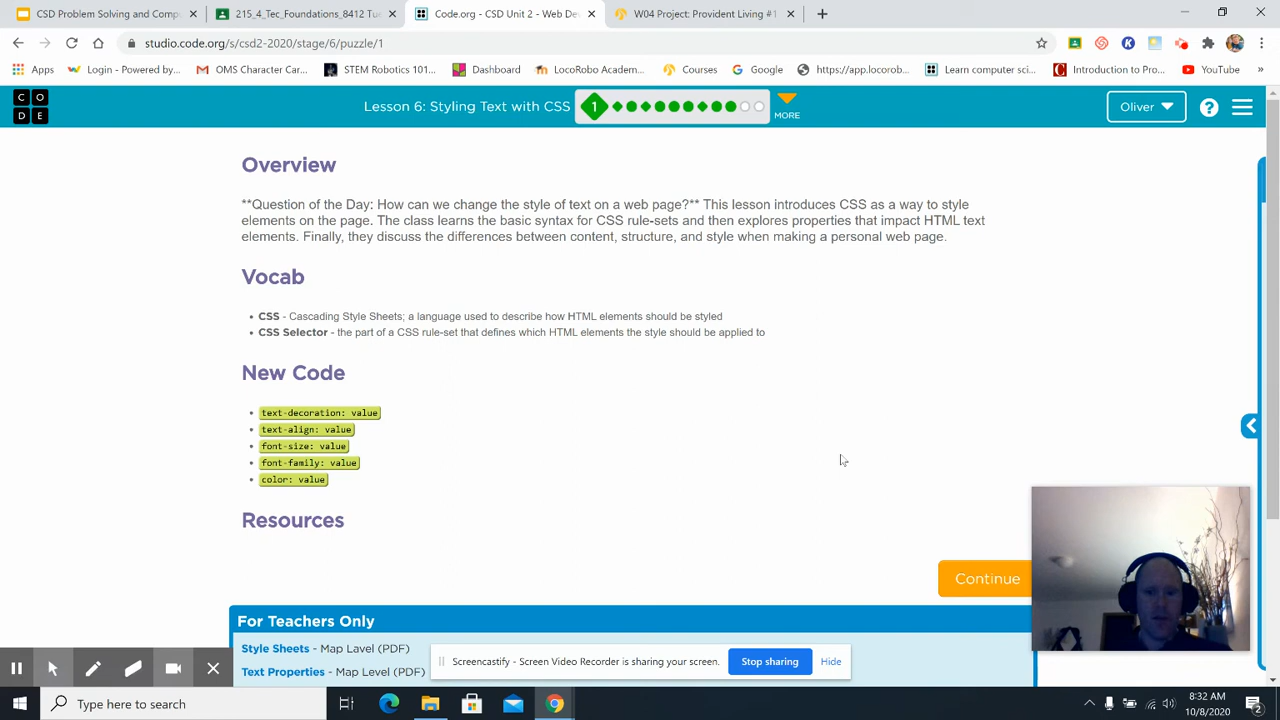 CSD Problem Solving and Comp
215_4_Tec_Foundations_8412 Tue
Code.org - CSD Unit 2 - Web De
W04 Project: Provident Living #1
studio.code.org/s/csd2-2020/stage/6/puzzle/1
Apps
Login - Powered by...
OMS Character Car...
STEM Robotics 101...
Dashboard
LocoRobo Academ...
Courses
Google
https://app.locorob...
Learn computer sci...
Introduction to Pro...
YouTube
»
C O
D E
Lesson 6: Styling Text with CSS
1
MORE
Oliver
?
Overview
**Question of the Day: How can we change the style of text on a web page?** This lesson introduces CSS as a way to style
elements on the page. The class learns the basic syntax for CSS rule-sets and then explores properties that impact HTML text
elements. Finally, they discuss the differences between content, structure, and style when making a personal web page.
Vocab
• CSS - Cascading Style Sheets; a language used to describe how HTML elements should be styled
• CSS Selector - the part of a CSS rule-set that defines which HTML elements the style should be applied to
New Code
• text-decoration: value
• text-align: value
• font-size: value
• font-family: value
• color: value
Resources
Continue
For Teachers Only
Style Sheets - Map Lavel (PDF)
Text Properties - Map Level (PDF)
Screencastify - Screen Video Recorder is sharing your screen.
Stop sharing
Hide
Type here to search
8:32 AM
10/8/2020
2